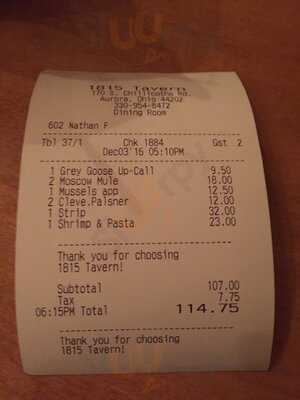 1815 Tavern
170 S. Chillicothe Rd.
Aurora, Ohio 44202
330-954-8472
Dining Room
602 Nathan F
Tbl 37/1 Chk 1884 Gst 2
Dec03'16 05:10PM
1 Grey Goose Up-Call 9.50
2 Moscow Mule 18.00
1 Mussels app 12.50
2 Cleve.Palsner 12.00
1 Strip 32.00
1 Shrimp & Pasta 23.00
Thank you for choosing
1815 Tavern!
Subtotal 107.00
Tax 7.75
06:15PM Total 114.75
Thank you for choosing
1815 Tavern!